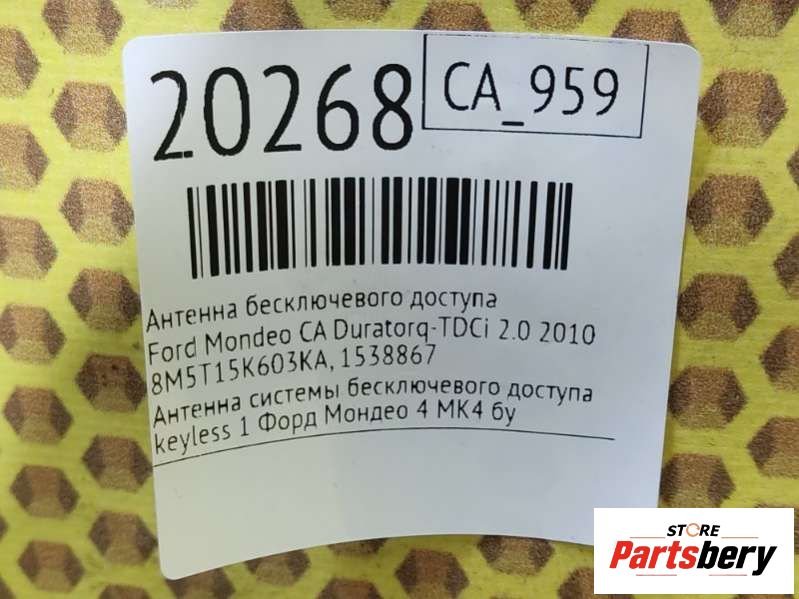 20268
CA_959
Антенна бесключевого доступа
Ford Mondeo CA Duratorq-TDCi 2.0 2010
8M5T15K603KA, 1538867
Антенна системы бесключевого доступа
keyless 1 Форд Мондео 4 МК4 бу
STORE
Partsbery